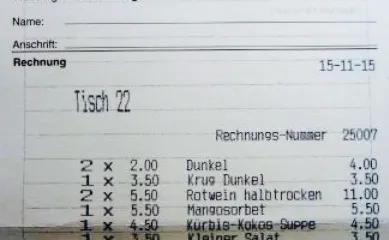 Name:
Anschrift:
Rechnung
15-11-15
Tisch 22
Rechnungs-Nummer 25007
2 x 2.00 Dunkel 4.00
1 x 3.50 Krug Dunkel 3.50
2 x 5.50 Rotwein halbtrocken 11.00
1 x 5.50 Mangosorbet 5.50
1 x 4.50 Kürbis-Kokos Suppe 4.50
1 x 3.50 Kleiner Salat 3.50